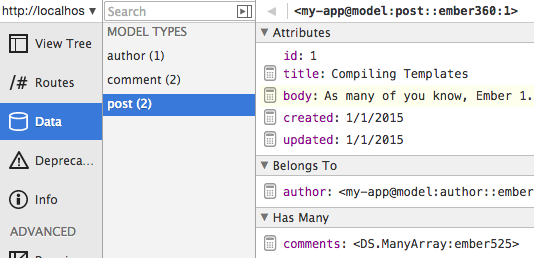 http://localhos
View Tree
/# Routes
Data
Depreca...
Info
ADVANCED
Search
MODEL TYPES
author (1)
comment (2)
post (2)
<my-app@model:post::ember360:1>
Attributes
id: 1
title: Compiling Templates
body: As many of you know, Ember 1.
created: 1/1/2015
updated: 1/1/2015
Belongs To
author: <my-app@model:author::ember
Has Many
comments: <DS.ManyArray:ember525>